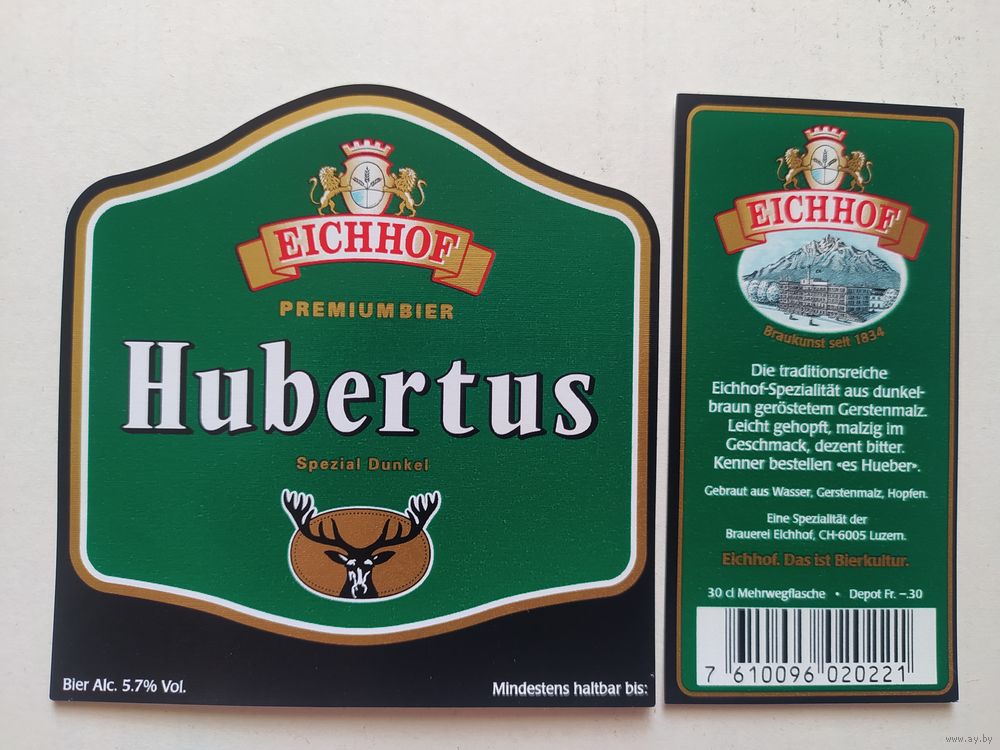 EICHHOF
PREMIUMBIER
Hubertus
Spezial Dunkel
Bier Alc. 5.7% Vol.
Mindestens haltbar bis:
EICHHOF
Braukunst seit 1834
Die traditionsreiche
Eichhof-Spezialität aus dunkel-
braun geröstetem Gerstenmalz.
Leicht gehopft, malzig im
Geschmack, dezent bitter.
Kenner bestellen «es Hueber».
Gebraut aus Wasser, Gerstenmalz, Hopfen.
Eine Spezialität der
Brauerei Eichhof, CH-6005 Luzern.
Eichhof. Das ist Bierkultur.
30 cl Mehrwegflasche • Depot Fr. –.30
7 610096 020221
www.ay.by